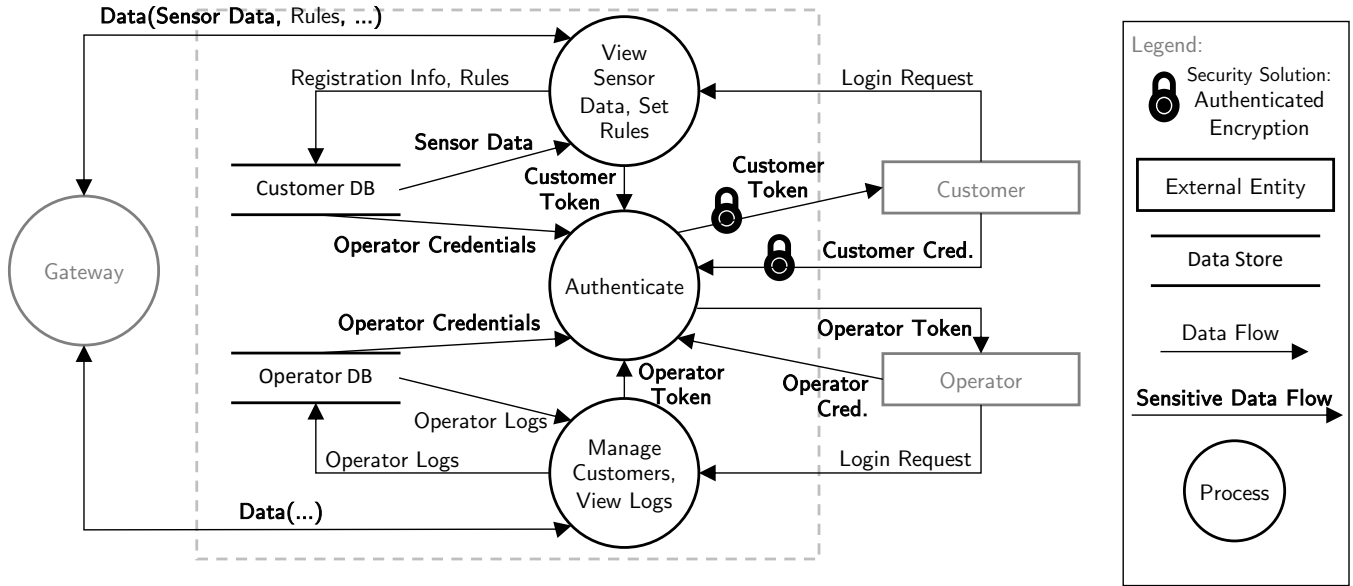 Data(Sensor Data, Rules, ...)
View
Sensor
Data, Set
Rules
Registration Info, Rules
Login Request
Sensor Data
Customer DB
Customer
Token
Customer
Token
Customer
Operator Credentials
Customer Cred.
Gateway
Authenticate
Operator Credentials
Operator Token
Operator DB
Operator
Token
Operator
Cred.
Operator
Operator Logs
Operator Logs
Manage
Customers,
View Logs
Login Request
Data(...)
Legend:
Security Solution:
Authenticated
Encryption
External Entity
Data Store
Data Flow
Sensitive Data Flow
Process